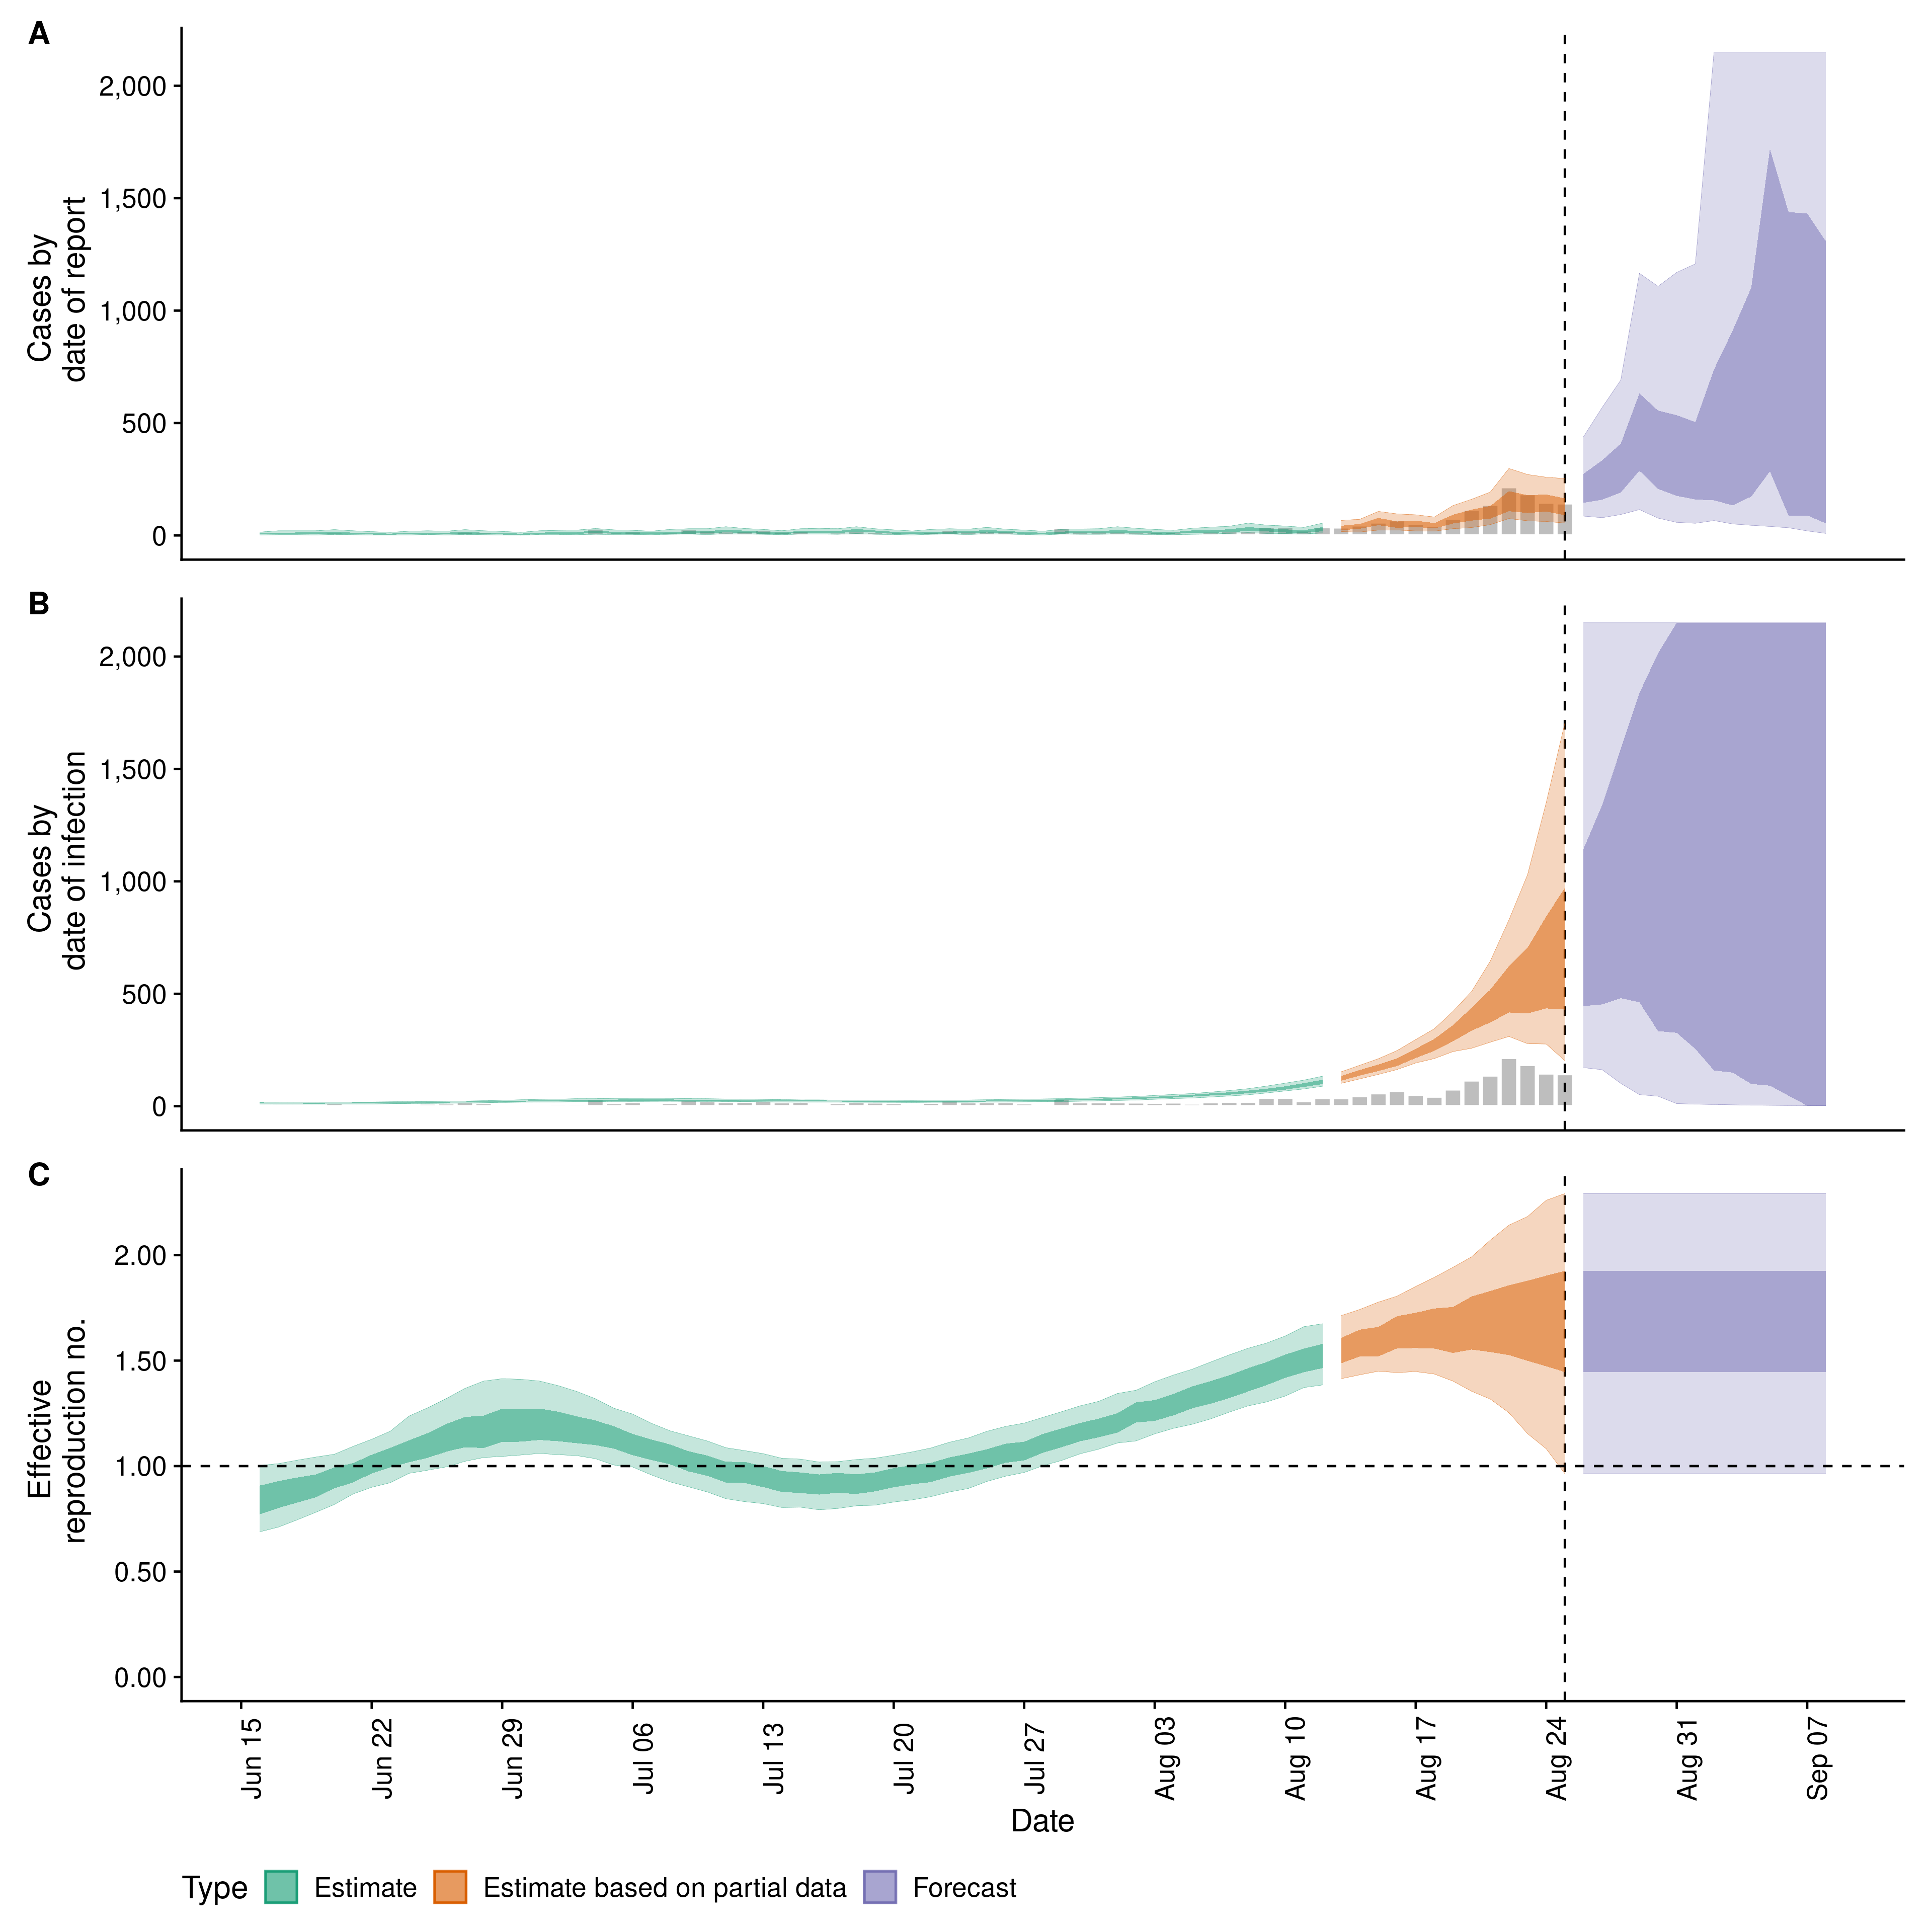 A
Cases by
date of report
2,000
1,500
1,000
500
0
B
Cases by
date of infection
2,000
1,500
1,000
500
0
C
Effective
reproduction no.
2.00
1.50
1.00
0.50
0.00
Jun 15
Jun 22
Jun 29
Jul 06
Jul 13
Jul 20
Jul 27
Aug 03
Aug 10
Aug 17
Aug 24
Aug 31
Sep 07
Date
Type Estimate Estimate based on partial data Forecast